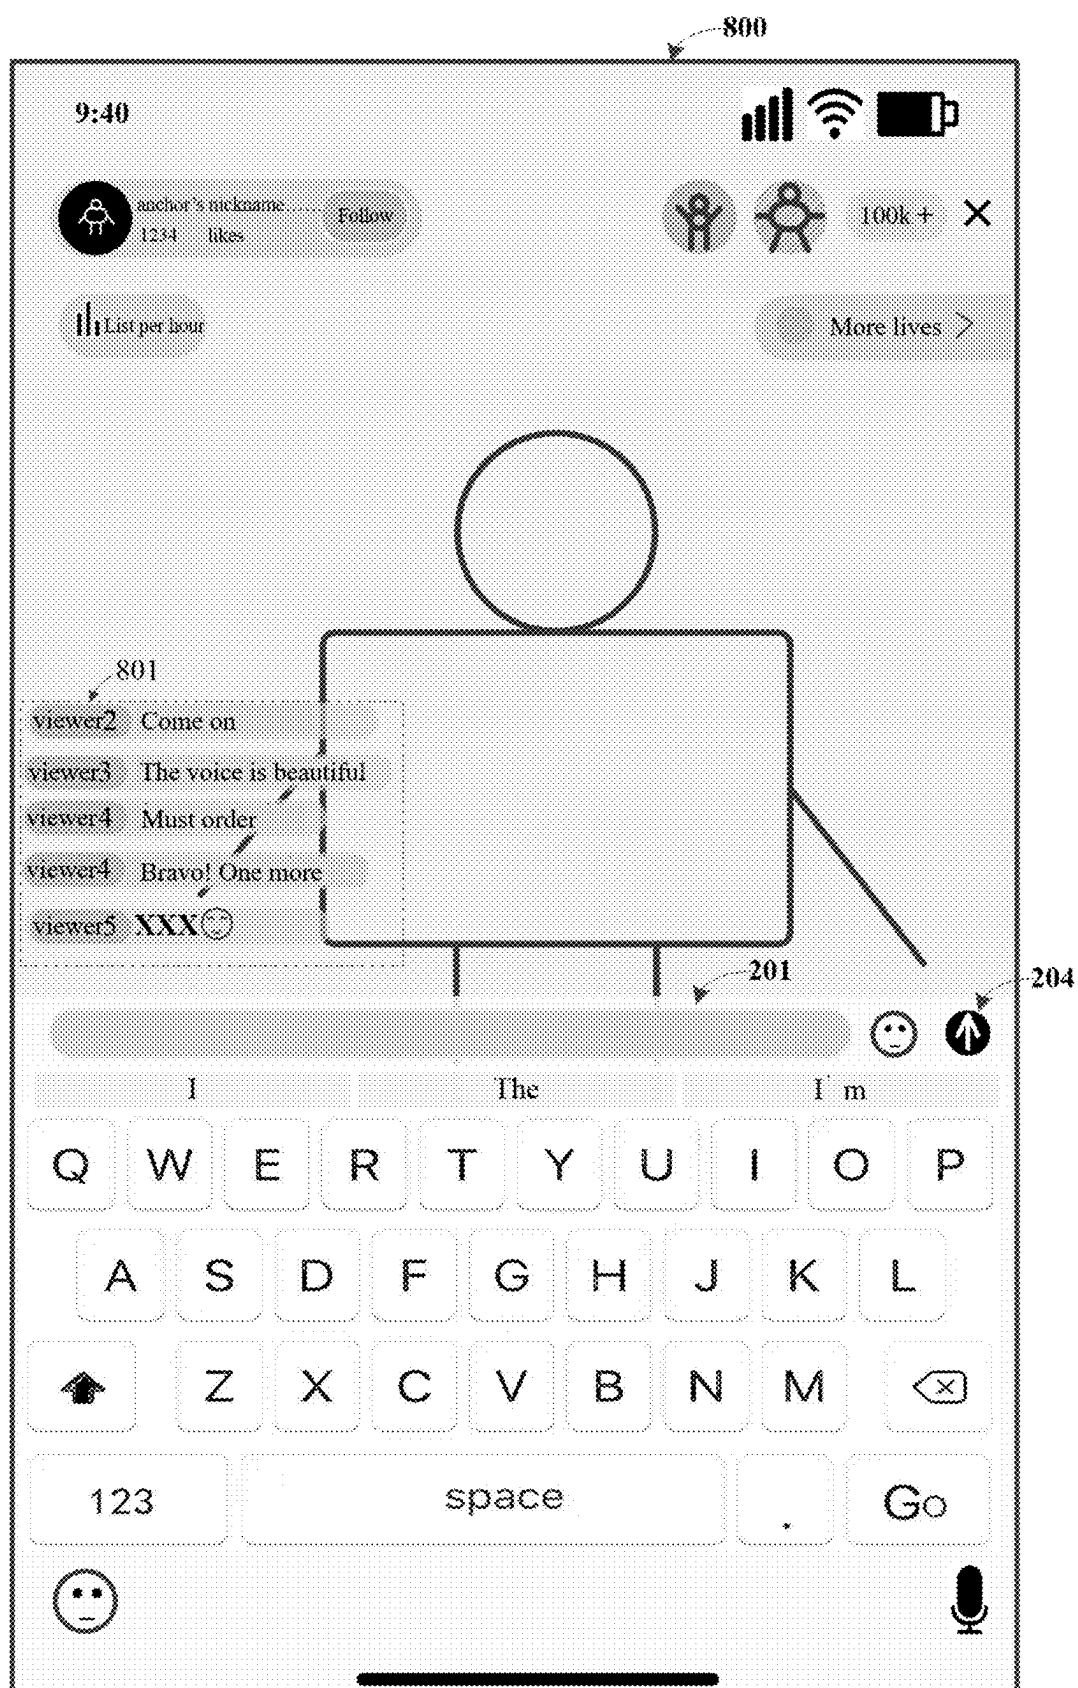 800
9:40
anchor's nickname......
Follow
1234 likes
100k +
List per hour
More lives
801
viewer2 Come on
viewer3 The voice is beautiful
viewer4 Must order
viewer4 Bravo! One more
viewer5 XXX
201
204
I The I' m
Q W E R T Y U I O P
A S D F G H J K L
Z X C V B N M
123 space . Go